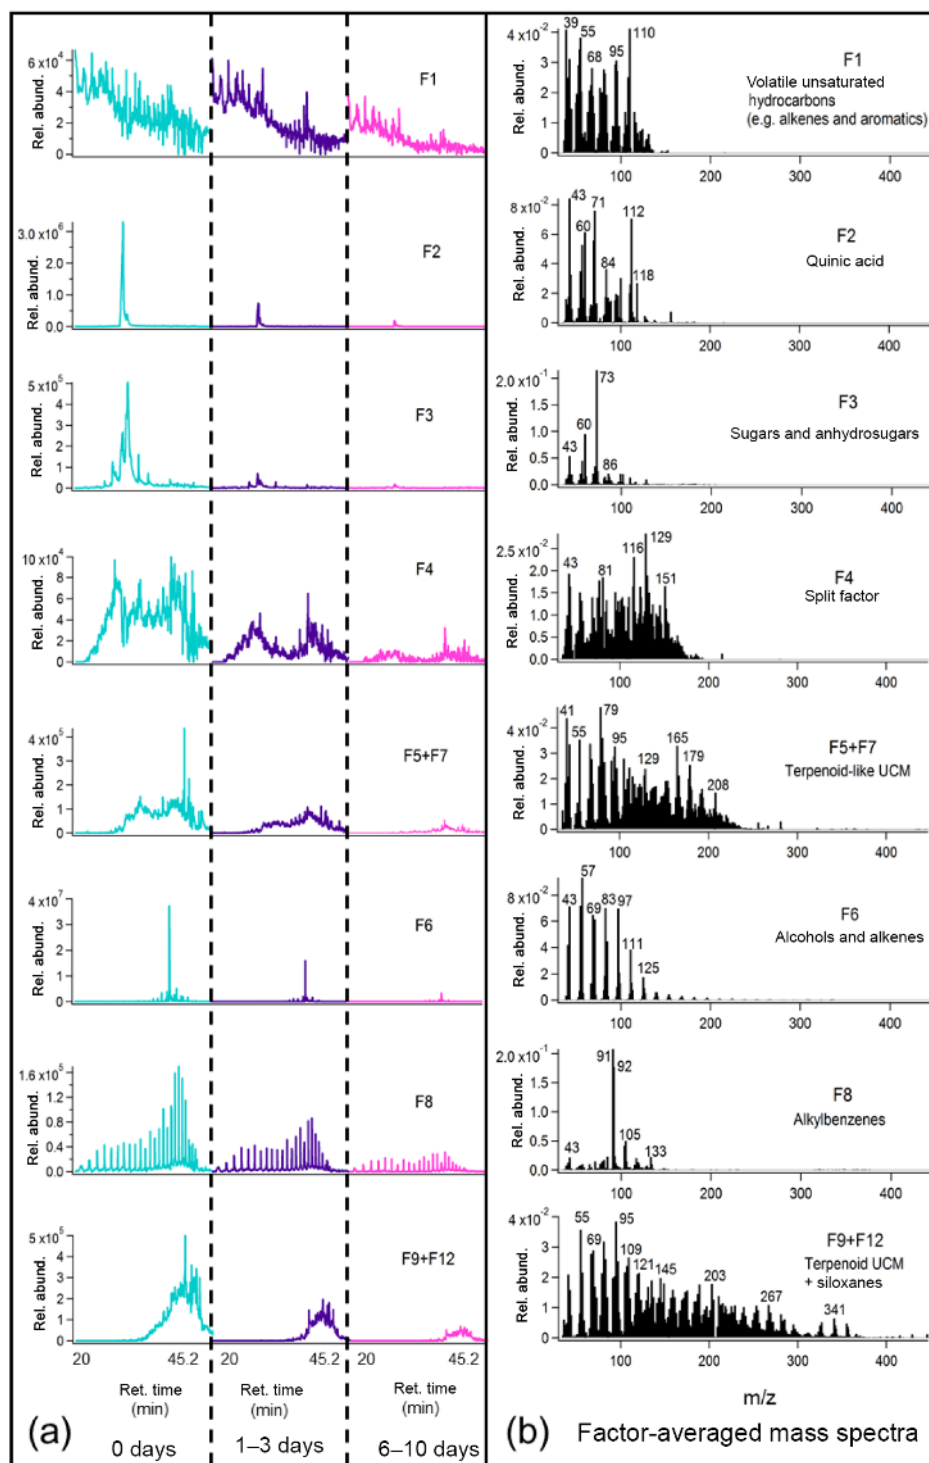 6 x10⁴
4
2
0
Rel. abund.
F1
3.0 x10⁶
2.0
1.0
0.0
Rel. abund.
F2
5 x10⁵
4
3
2
1
0
Rel. abund.
F3
10 x10⁴
8
6
4
2
0
Rel. abund.
F4
4 x10⁵
3
2
1
0
Rel. abund.
F5+F7
4 x10⁷
3
2
1
0
Rel. abund.
F6
1.6 x10⁵
1.2
0.8
0.4
0.0
Rel. abund.
F8
5 x10⁵
4
3
2
1
0
Rel. abund.
F9+F12
20 45.2 20 45.2 20 45.2
Ret. time (min)
Ret. time (min)
Ret. time (min)
(a) 0 days 1–3 days 6–10 days
4 x10⁻²
3
2
1
0
Rel. abund.
39 55 68 95 110
F1
Volatile unsaturated
hydrocarbons
(e.g. alkenes and aromatics)
100 200 300 400
8 x10⁻²
6
4
2
0
Rel. abund.
43 60 71 84 112 118
F2
Quinic acid
100 200 300 400
2.0 x10⁻¹
1.5
1.0
0.5
0.0
Rel. abund.
43 60 73 86
F3
Sugars and anhydrosugars
100 200 300 400
2.5 x10⁻²
2.0
1.5
1.0
0.5
0.0
Rel. abund.
43 81 116 129 151
F4
Split factor
100 200 300 400
4 x10⁻²
3
2
1
0
Rel. abund.
41 55 79 95 129 165 179 208
F5+F7
Terpenoid-like UCM
100 200 300 400
8 x10⁻²
6
4
2
0
Rel. abund.
43 57 69 83 97 111 125
F6
Alcohols and alkenes
100 200 300 400
2.0 x10⁻¹
1.5
1.0
0.5
0.0
Rel. abund.
43 91 92 105 133
F8
Alkylbenzenes
100 200 300 400
4 x10⁻²
3
2
1
0
Rel. abund.
55 69 95 109 121 145 203 267 341
F9+F12
Terpenoid UCM
+ siloxanes
100 200 300 400
m/z
(b) Factor-averaged mass spectra